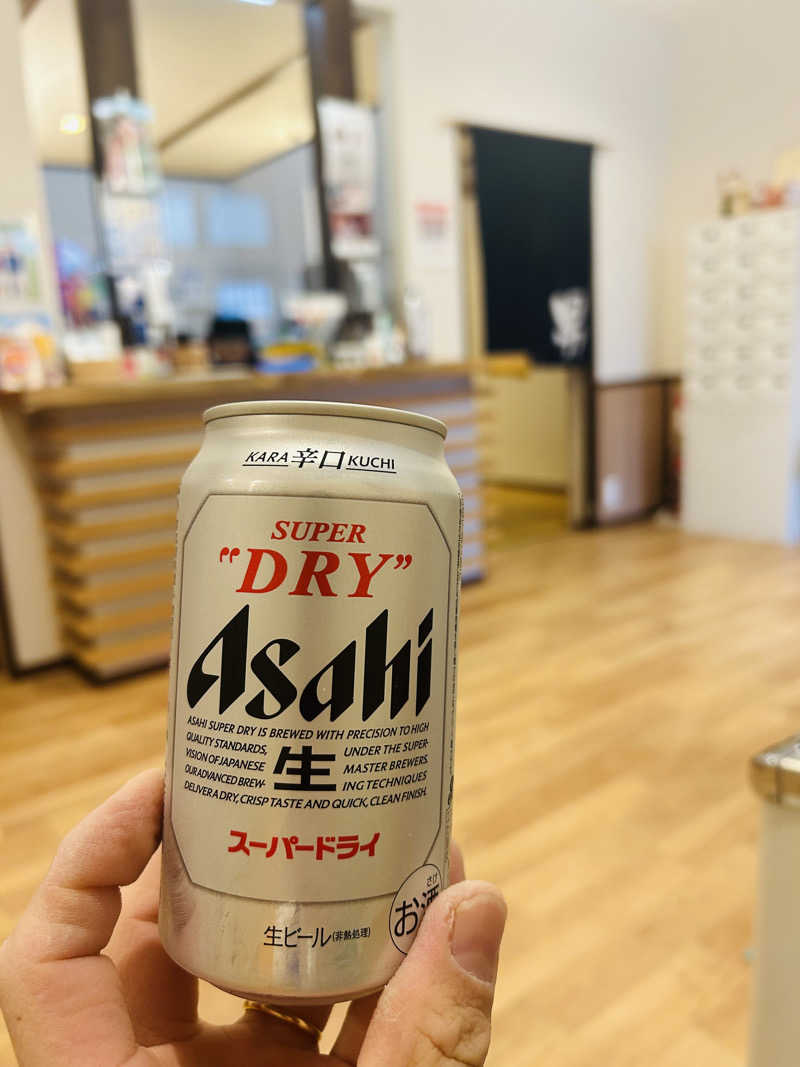 KARA 辛口 KUCHI
SUPER
"DRY"
Asahi
ASAHI SUPER DRY IS BREWED WITH PRECISION TO HIGH
QUALITY STANDARDS, UNDER THE SUPER-
VISION OF JAPANESE MASTER BREWERS.
OUR ADVANCED BREW- ING TECHNIQUES
DELIVER A DRY, CRISP TASTE AND QUICK, CLEAN FINISH.
生
スーパードライ
さけ
お酒
生ビール(非熱処理)
男